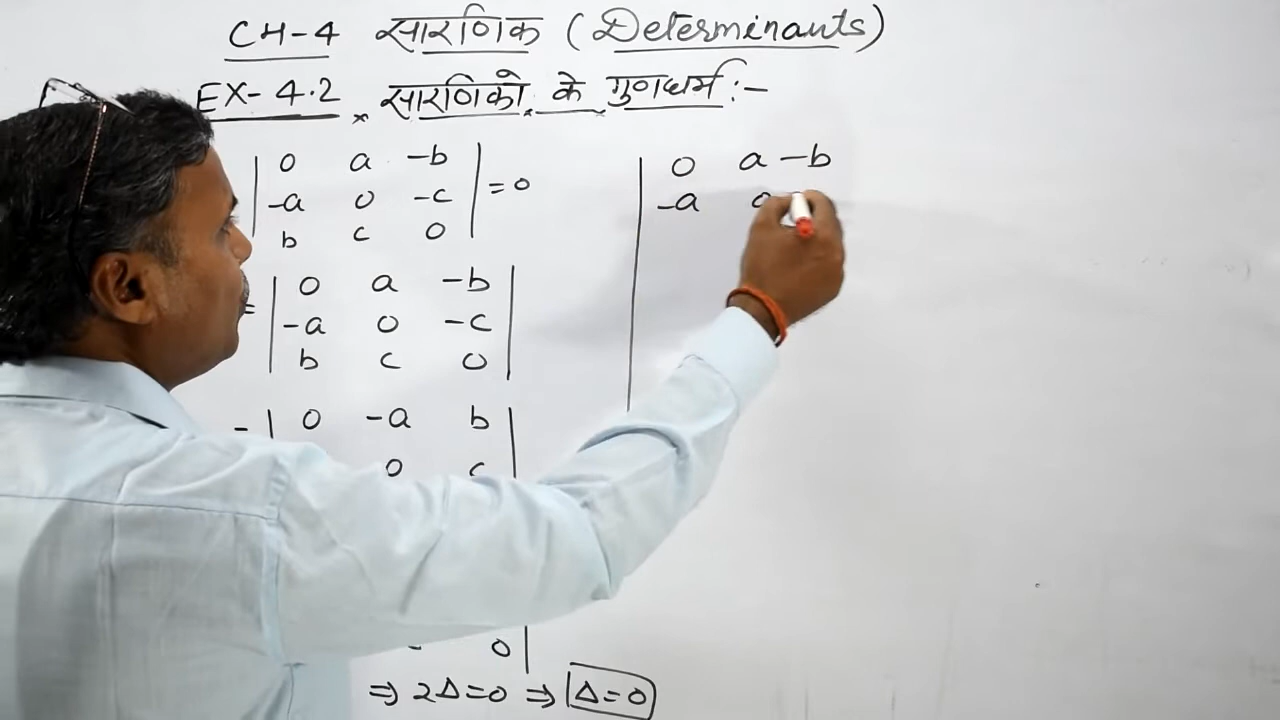 CH-4 सारणिक (Determinants)
EX-4.2 सारणिको के गुणधर्म :-
| 0 a -b |
| -a 0 -c | = 0
| b c 0 |
= | 0 a -b |
| -a 0 -c |
| b c 0 |
- | 0 -a b |
0 c
0 |
⇒ 2Δ=0 ⇒ Δ=0
| 0 a -b
| -a